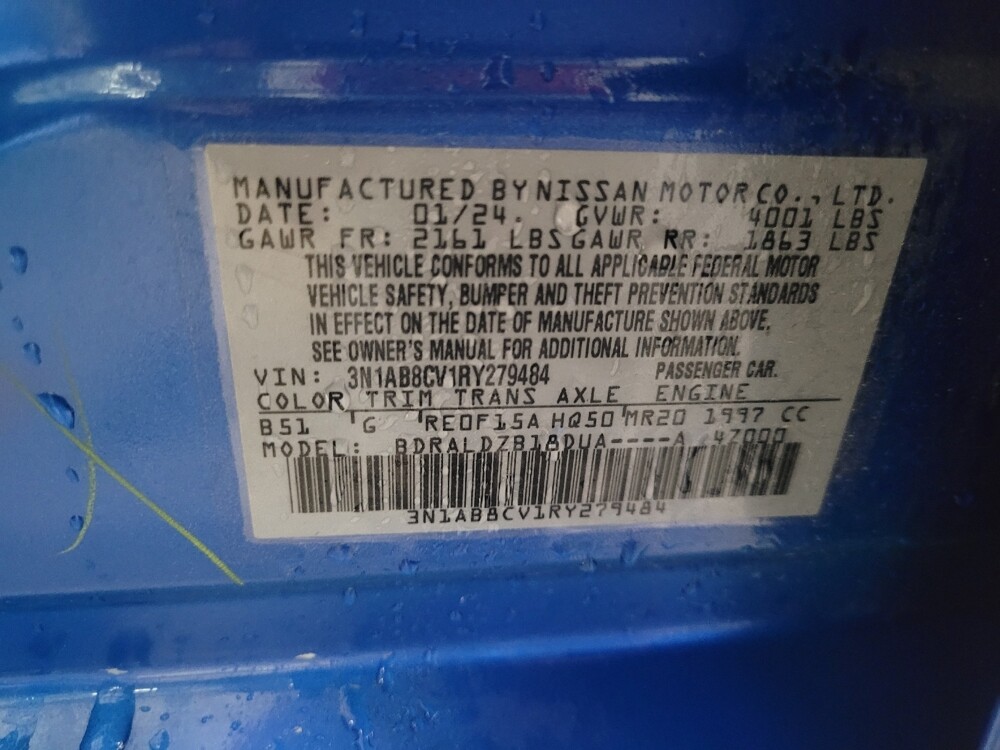 MANUFACTURED BY NISSAN MOTOR CO., LTD.
DATE: 01/24. GVWR: 4001 LBS
GAWR FR: 2161 LBS GAWR RR: 1863 LBS
THIS VEHICLE CONFORMS TO ALL APPLICABLE FEDERAL MOTOR
VEHICLE SAFETY, BUMPER AND THEFT PREVENTION STANDARDS
IN EFFECT ON THE DATE OF MANUFACTURE SHOWN ABOVE.
SEE OWNER'S MANUAL FOR ADDITIONAL INFORMATION.
VIN: 3N1AB8CV1RY279484 PASSENGER CAR.
COLOR TRIM TRANS AXLE ENGINE
B51 G RE0F15A HQ50 MR20 1997 CC
MODEL: BDRALDZB18DUA----A 47000
3N1AB8CV1RY279484